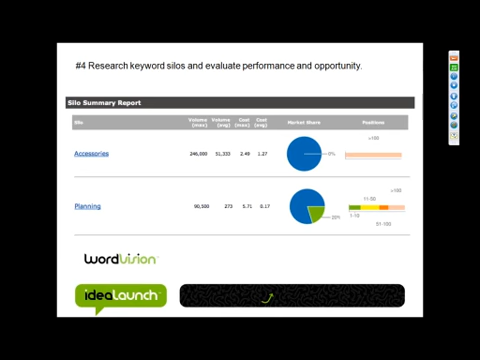 #4 Research keyword silos and evaluate performance and opportunity.
Silo Summary Report
Silo Volume (max) Volume (avg) Cost (max) Cost (avg) Market Share Positions
Accessories 246,000 51,333 2.49 1.27 0% >100
Planning 90,500 273 5.71 0.17 20% 1-10 11-50 51-100 >100
wordvision
idealaunch